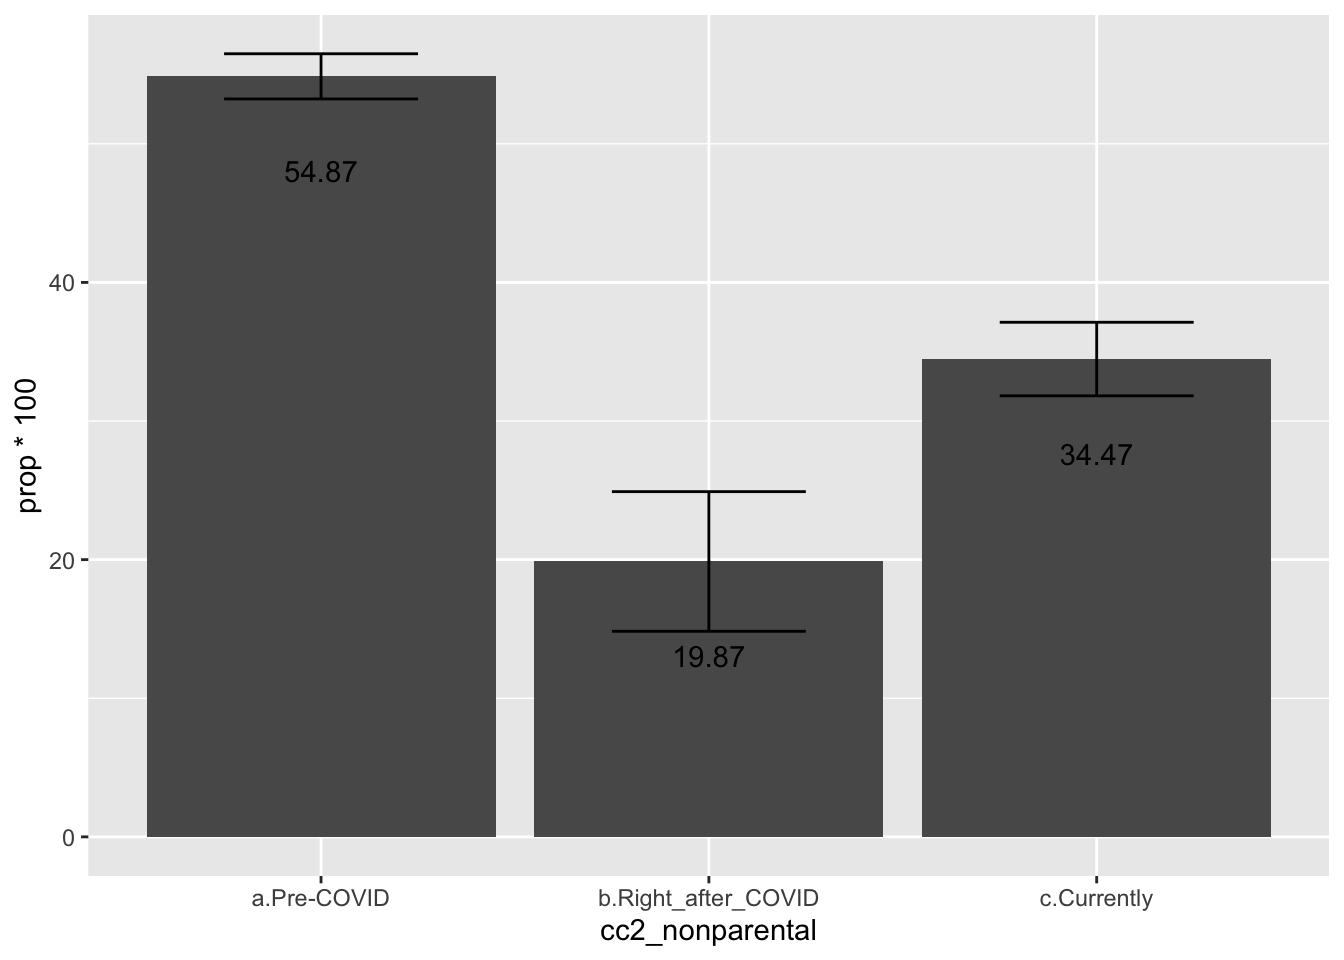 54.87
19.87
34.47
40
20
0
prop * 100
a.Pre-COVID
b.Right_after_COVID
c.Currently
cc2_nonparental